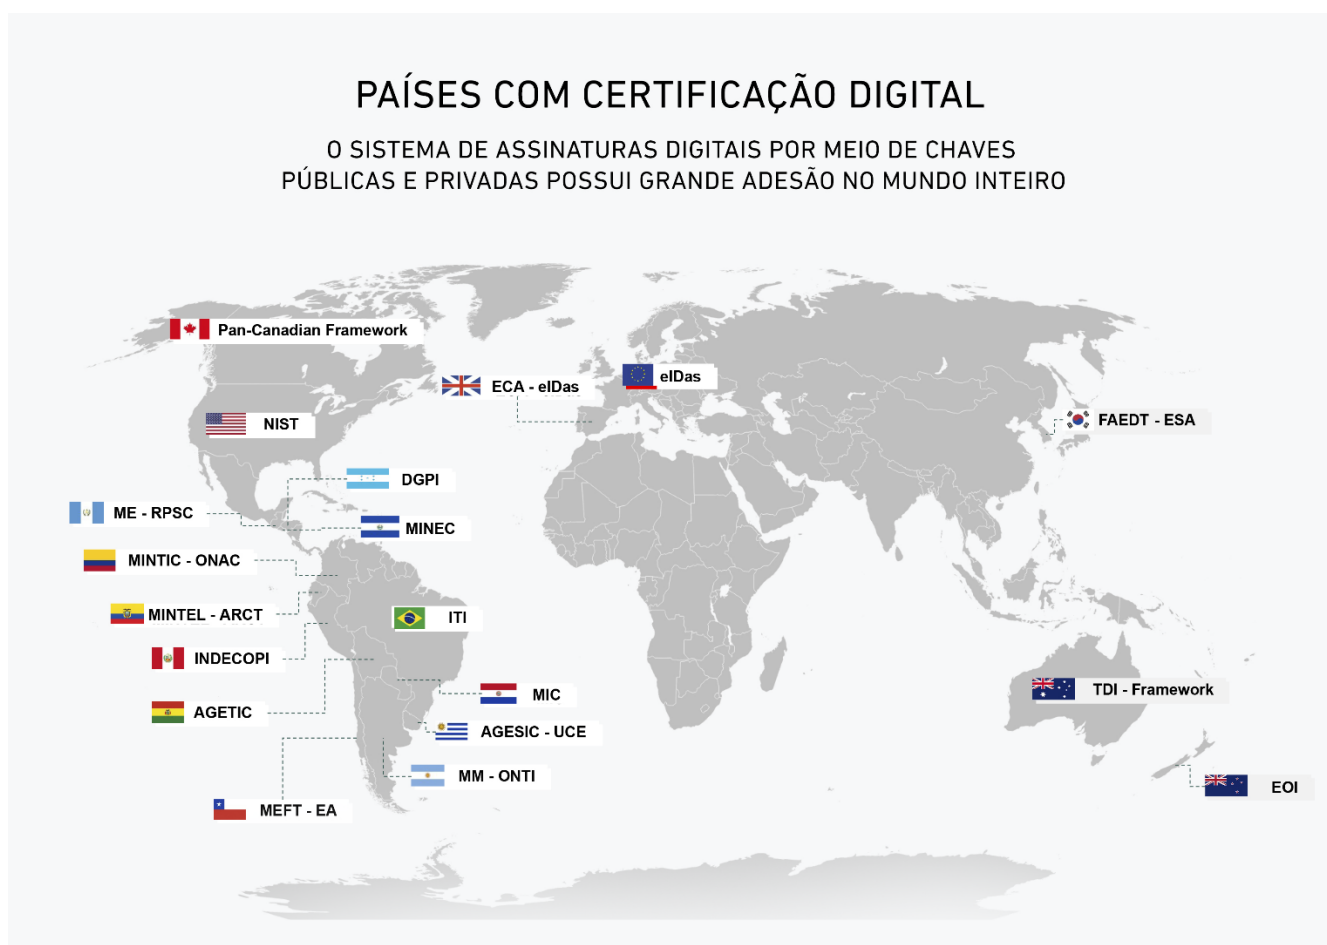 PAÍSES COM CERTIFICAÇÃO DIGITAL
O SISTEMA DE ASSINATURAS DIGITAIS POR MEIO DE CHAVES
PÚBLICAS E PRIVADAS POSSUI GRANDE ADESÃO NO MUNDO INTEIRO
Pan-Canadian Framework
eIDas
ECA - eIDas
NIST
FAEDT - ESA
DGPI
ME - RPSC
MINEC
MINTIC - ONAC
MINTEL - ARCT
ITI
INDECOPI
MIC
TDI - Framework
AGETIC
AGESIC - UCE
MM - ONTI
EOI
MEFT - EA